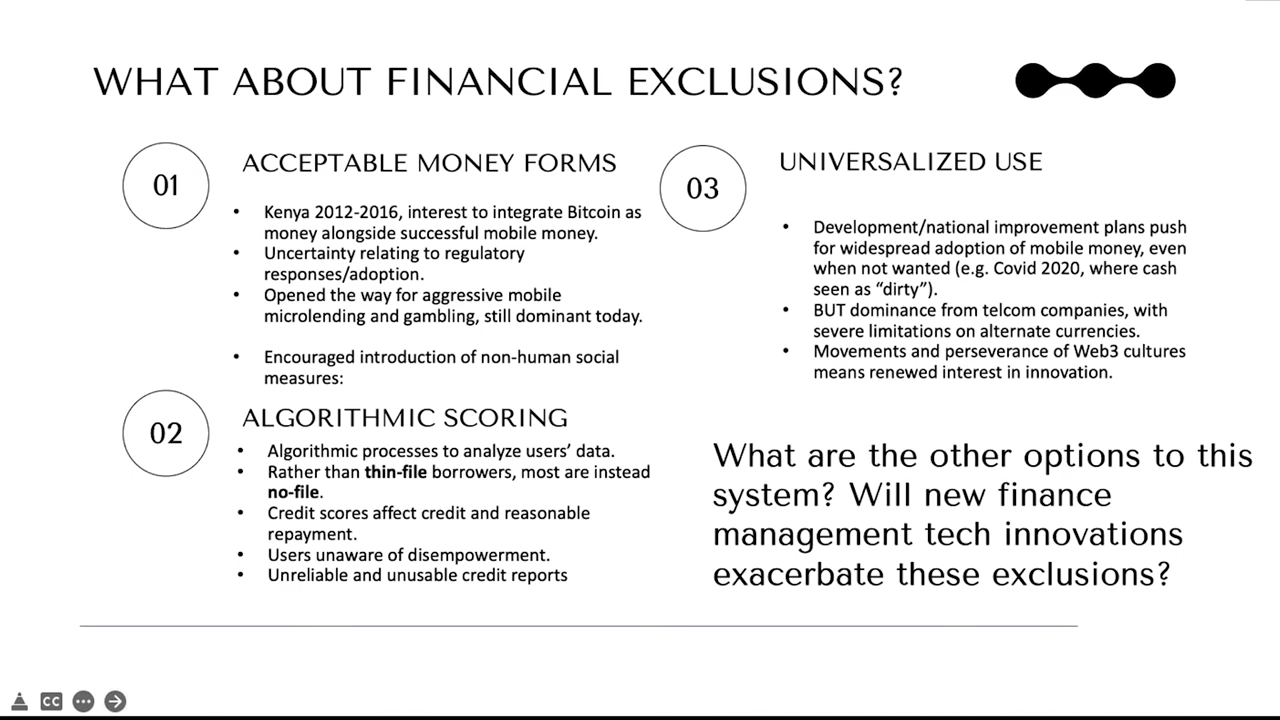 WHAT ABOUT FINANCIAL EXCLUSIONS?
01
ACCEPTABLE MONEY FORMS
• Kenya 2012-2016, interest to integrate Bitcoin as
money alongside successful mobile money.
• Uncertainty relating to regulatory
responses/adoption.
• Opened the way for aggressive mobile
microlending and gambling, still dominant today.
• Encouraged introduction of non-human social
measures:
02
ALGORITHMIC SCORING
• Algorithmic processes to analyze users’ data.
• Rather than thin-file borrowers, most are instead
no-file.
• Credit scores affect credit and reasonable
repayment.
• Users unaware of disempowerment.
• Unreliable and unusable credit reports
03
UNIVERSALIZED USE
• Development/national improvement plans push
for widespread adoption of mobile money, even
when not wanted (e.g. Covid 2020, where cash
seen as “dirty”).
• BUT dominance from telcom companies, with
severe limitations on alternate currencies.
• Movements and perseverance of Web3 cultures
means renewed interest in innovation.
What are the other options to this
system? Will new finance
management tech innovations
exacerbate these exclusions?
CC